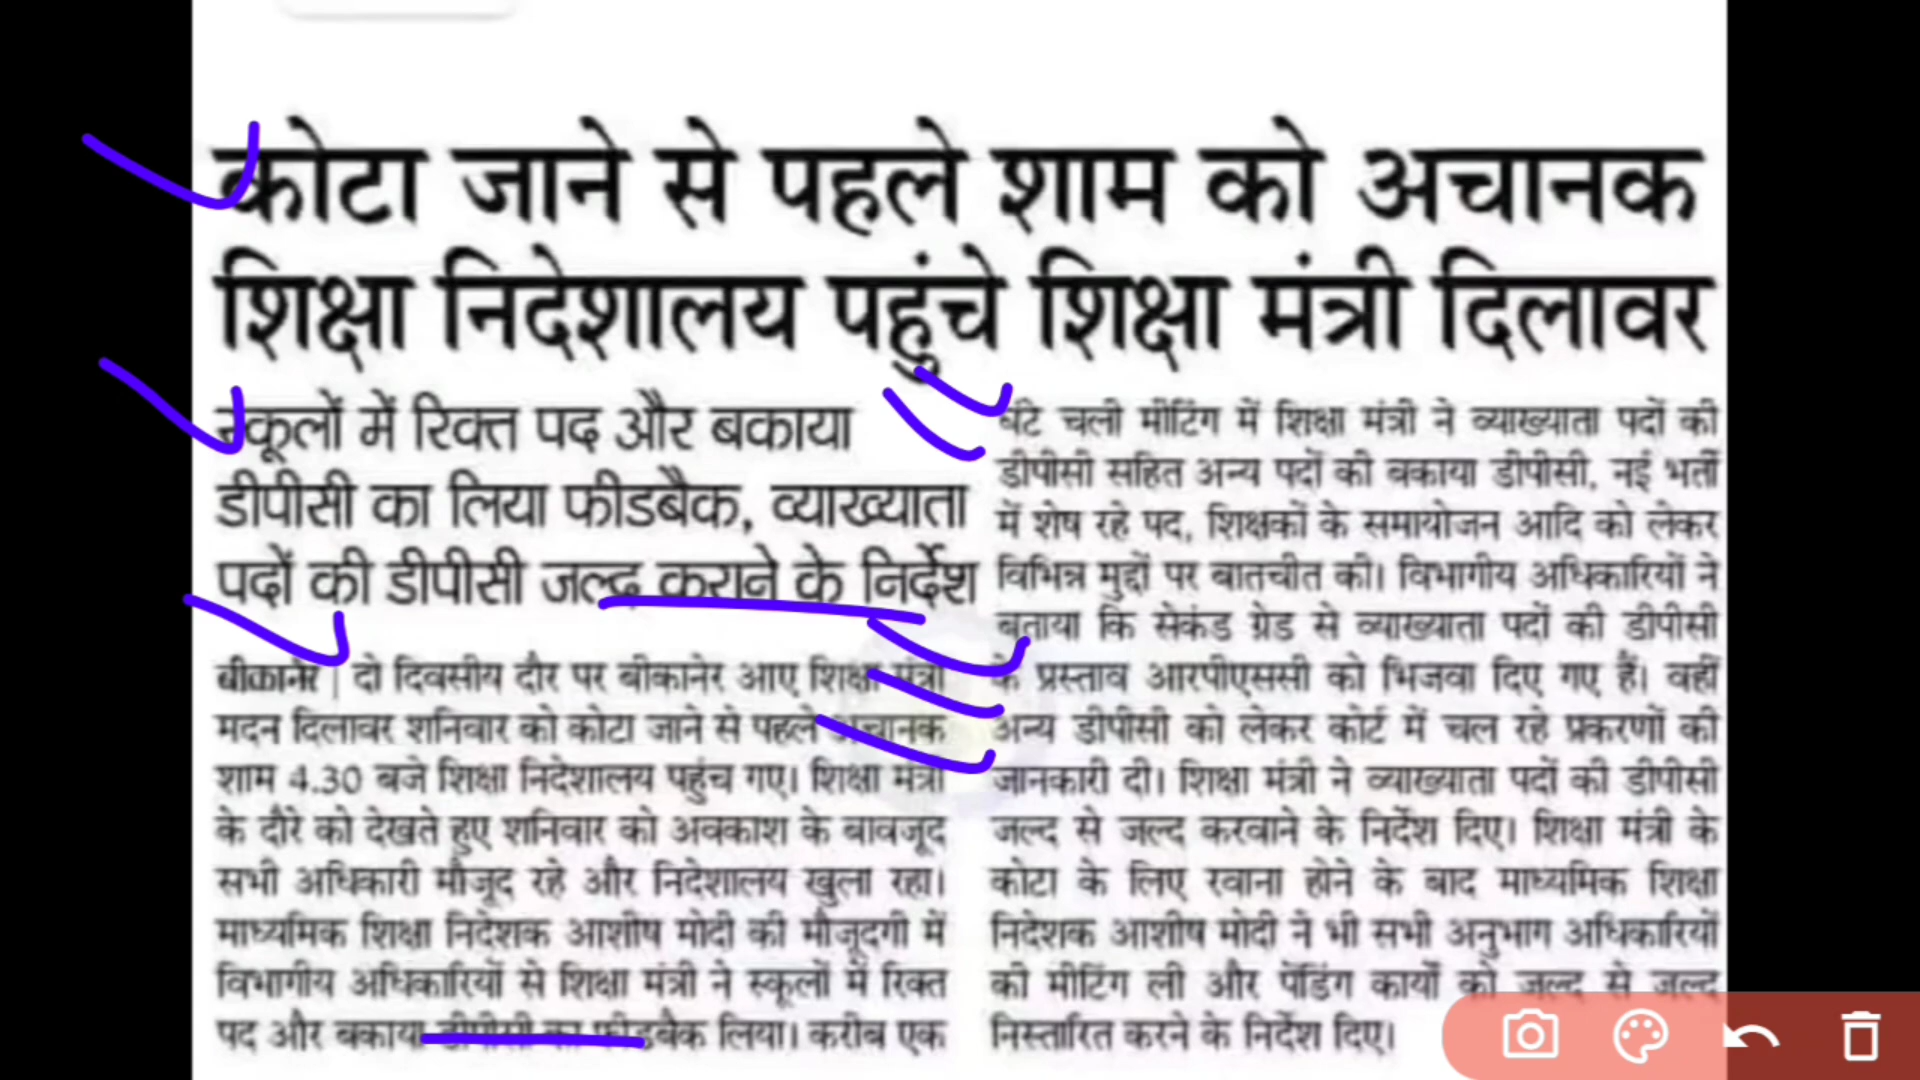 कोटा जाने से पहले शाम को अचानक
शिक्षा निदेशालय पहुंचे शिक्षा मंत्री दिलावर
स्कूलों में रिक्त पद और बकाया
डीपीसी का लिया फीडबैक, व्याख्याता
पदों की डीपीसी जल्द कराने के निर्देश
बीकानेर | दो दिवसीय दौर पर बीकानेर आए शिक्षा मंत्री
मदन दिलावर शनिवार को कोटा जाने से पहले अचानक
शाम 4.30 बजे शिक्षा निदेशालय पहुंच गए। शिक्षा मंत्री
के दौरे को देखते हुए शनिवार को अवकाश के बावजूद
सभी अधिकारी मौजूद रहे और निदेशालय खुला रहा।
माध्यमिक शिक्षा निदेशक आशीष मोदी की मौजूदगी में
विभागीय अधिकारियों से शिक्षा मंत्री ने स्कूलों में रिक्त
पद और बकाया डीपीसी का फीडबैक लिया। करीब एक
घंटे चली मीटिंग में शिक्षा मंत्री ने व्याख्याता पदों की
डीपीसी सहित अन्य पदों की बकाया डीपीसी, नई भर्ती
में शेष रहे पद, शिक्षकों के समायोजन आदि को लेकर
विभिन्न मुद्दों पर बातचीत की। विभागीय अधिकारियों ने
बताया कि सेकंड ग्रेड से व्याख्याता पदों की डीपीसी
के प्रस्ताव आरपीएससी को भिजवा दिए गए हैं। वहीं
अन्य डीपीसी को लेकर कोर्ट में चल रहे प्रकरणों की
जानकारी दी। शिक्षा मंत्री ने व्याख्याता पदों की डीपीसी
जल्द से जल्द करवाने के निर्देश दिए। शिक्षा मंत्री के
कोटा के लिए रवाना होने के बाद माध्यमिक शिक्षा
निदेशक आशीष मोदी ने भी सभी अनुभाग अधिकारियों
की मीटिंग ली और पेंडिंग कार्यों को जल्द से जल्द
निस्तारित करने के निर्देश दिए।